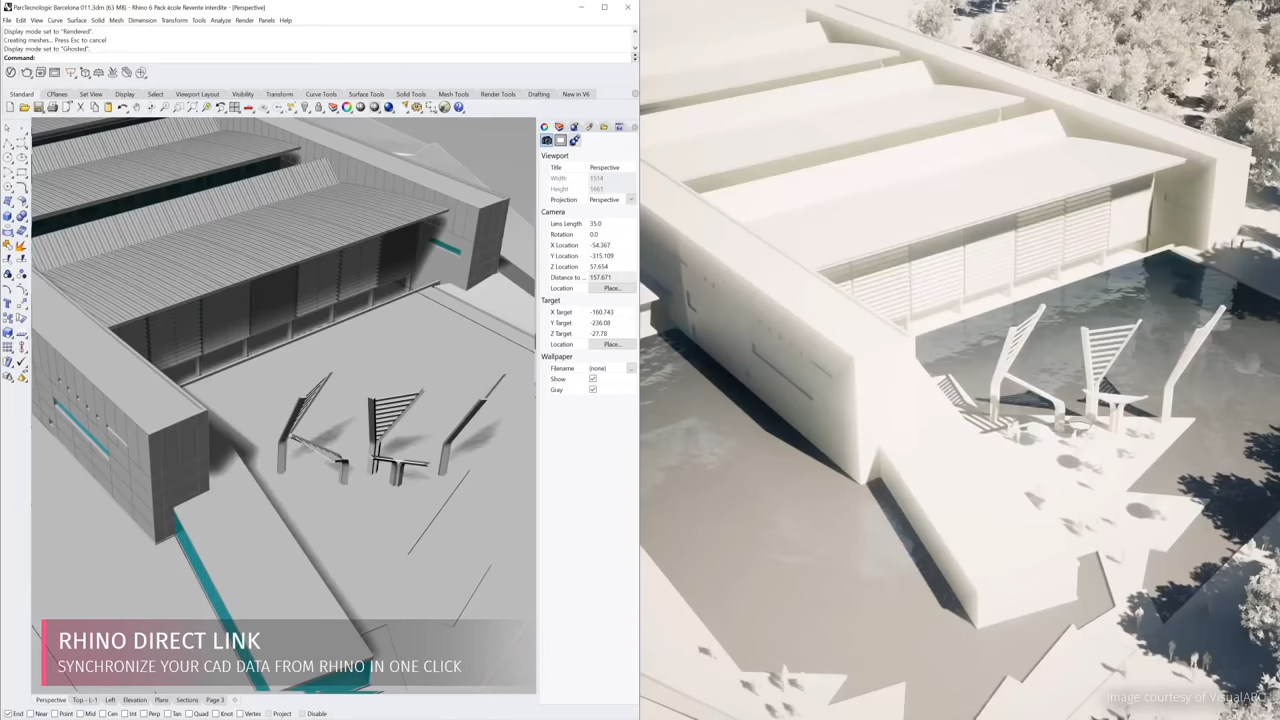 ParcTecnologic Barcelona 011.3dm (63 MB) - Rhino 6 Pack école Revente interdite - [Perspective]
File Edit View Curve Surface Solid Mesh Dimension Transform Tools Analyze Render Panels Help
Display mode set to "Rendered".
Creating meshes... Press Esc to cancel
Display mode set to "Ghosted".
Command:
Standard CPlanes Set View Display Select Viewport Layout Visibility Transform Curve Tools Surface Tools Solid Tools Mesh Tools Render Tools Drafting New in V6
Viewport
Title Perspective
Width 1514
Height 1661
Projection Perspective
Camera
Lens Length 35.0
Rotation 0.0
X Location -54.367
Y Location -315.109
Z Location 57.654
Distance to ... 157.671
Location Place...
Target
X Target -160.743
Y Target -236.08
Z Target -27.78
Location Place...
Wallpaper
Filename (none) ...
Show
Gray
RHINO DIRECT LINK
SYNCHRONIZE YOUR CAD DATA FROM RHINO IN ONE CLICK
Perspective Top - L-1 Left Elevation Plans Sections Page 3
End Near Point Mid Cen Int Perp Tan Quad Knot Vertex Project Disable
Image courtesy of VisualARQ